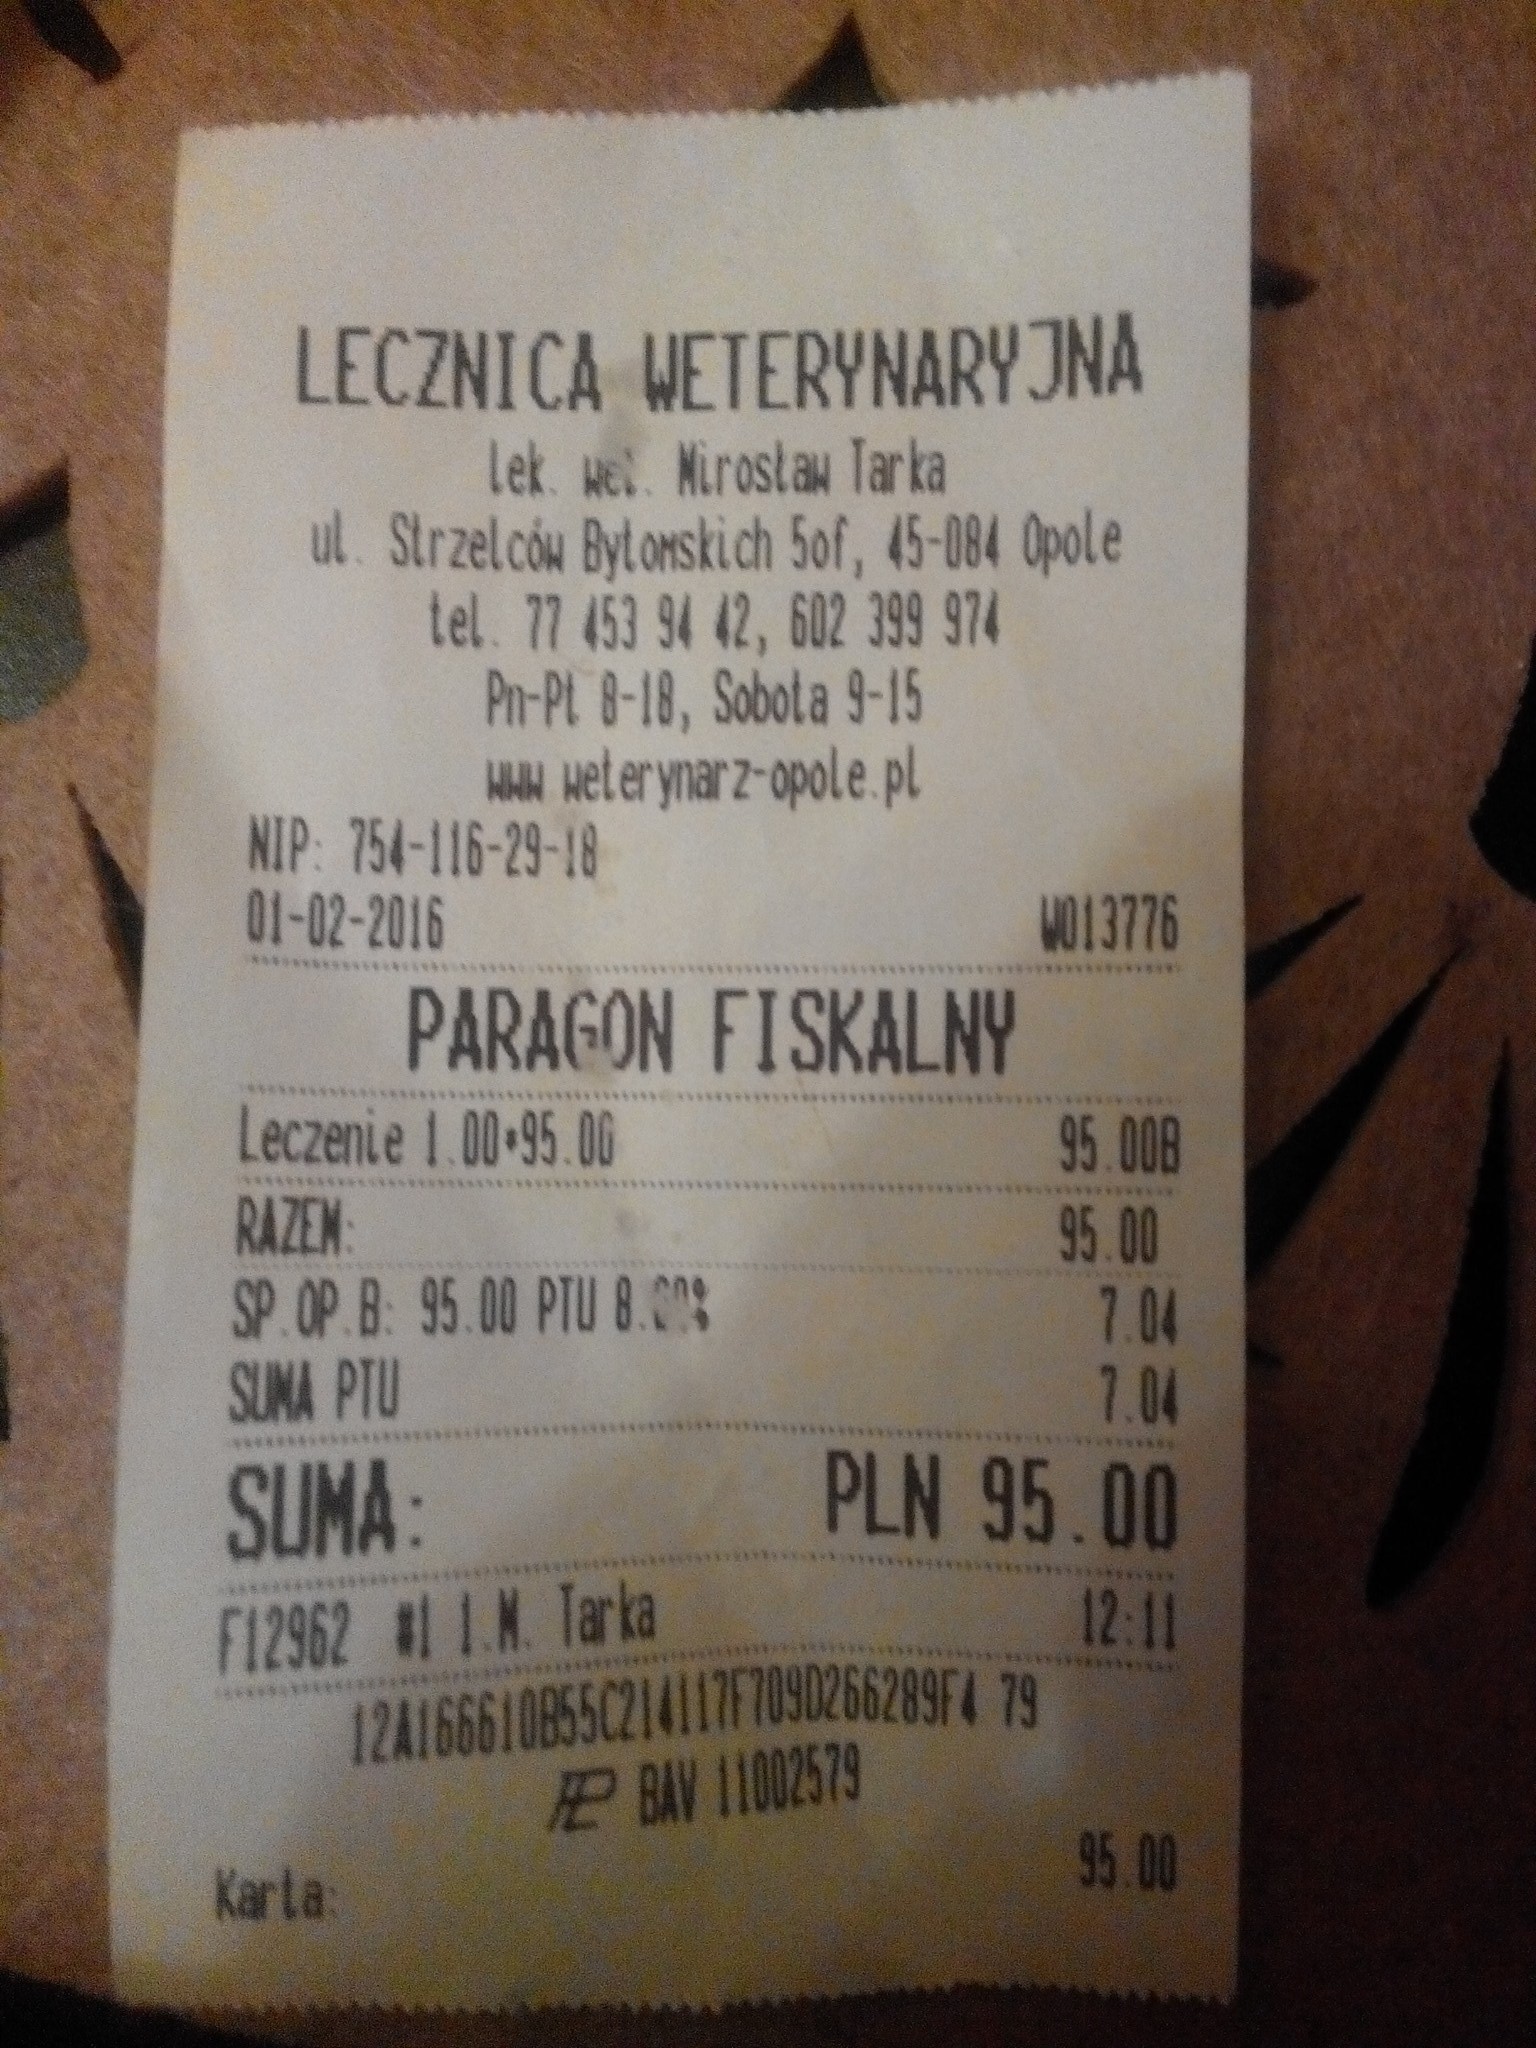 LECZNICA WETERYNARYJNA
lek. wet. Mirosław Tarka
ul. Strzelców Bytomskich 5of, 45-084 Opole
tel. 77 453 94 42, 602 399 974
Pn-Pt 8-18, Sobota 9-15
www.weterynarz-opole.pl
NIP: 754-116-29-18
01-02-2016 W013776
PARAGON FISKALNY
Leczenie 1.00*95.00 95.00B
RAZEM: 95.00
SP.OP.B: 95.00 PTU 8.00% 7.04
SUMA PTU 7.04
SUMA: PLN 95.00
F12962 #1 1.M. Tarka 12:11
12A166610B55C214117F709D266289F4 79
BAV 11002579
Karta: 95.00